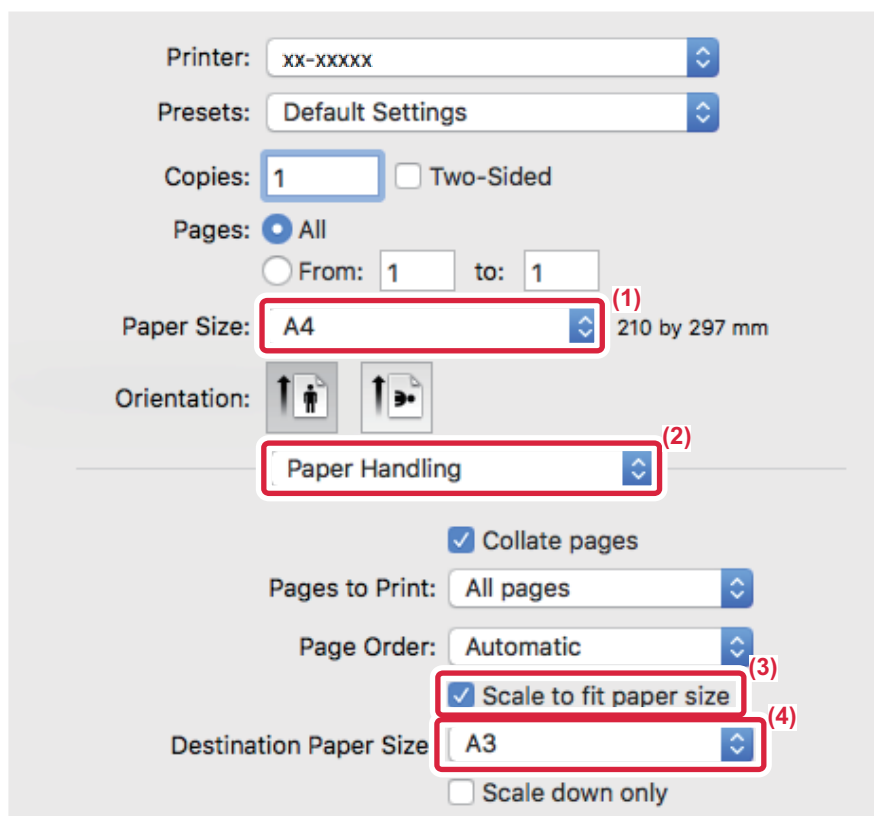 Printer: xx-xxxxx
Presets: Default Settings
Copies: 1 Two-Sided
Pages: All
From: 1 to: 1
(1)
Paper Size: A4 210 by 297 mm
Orientation:
(2)
Paper Handling
Collate pages
Pages to Print: All pages
Page Order: Automatic
(3)
Scale to fit paper size
(4)
Destination Paper Size A3
Scale down only